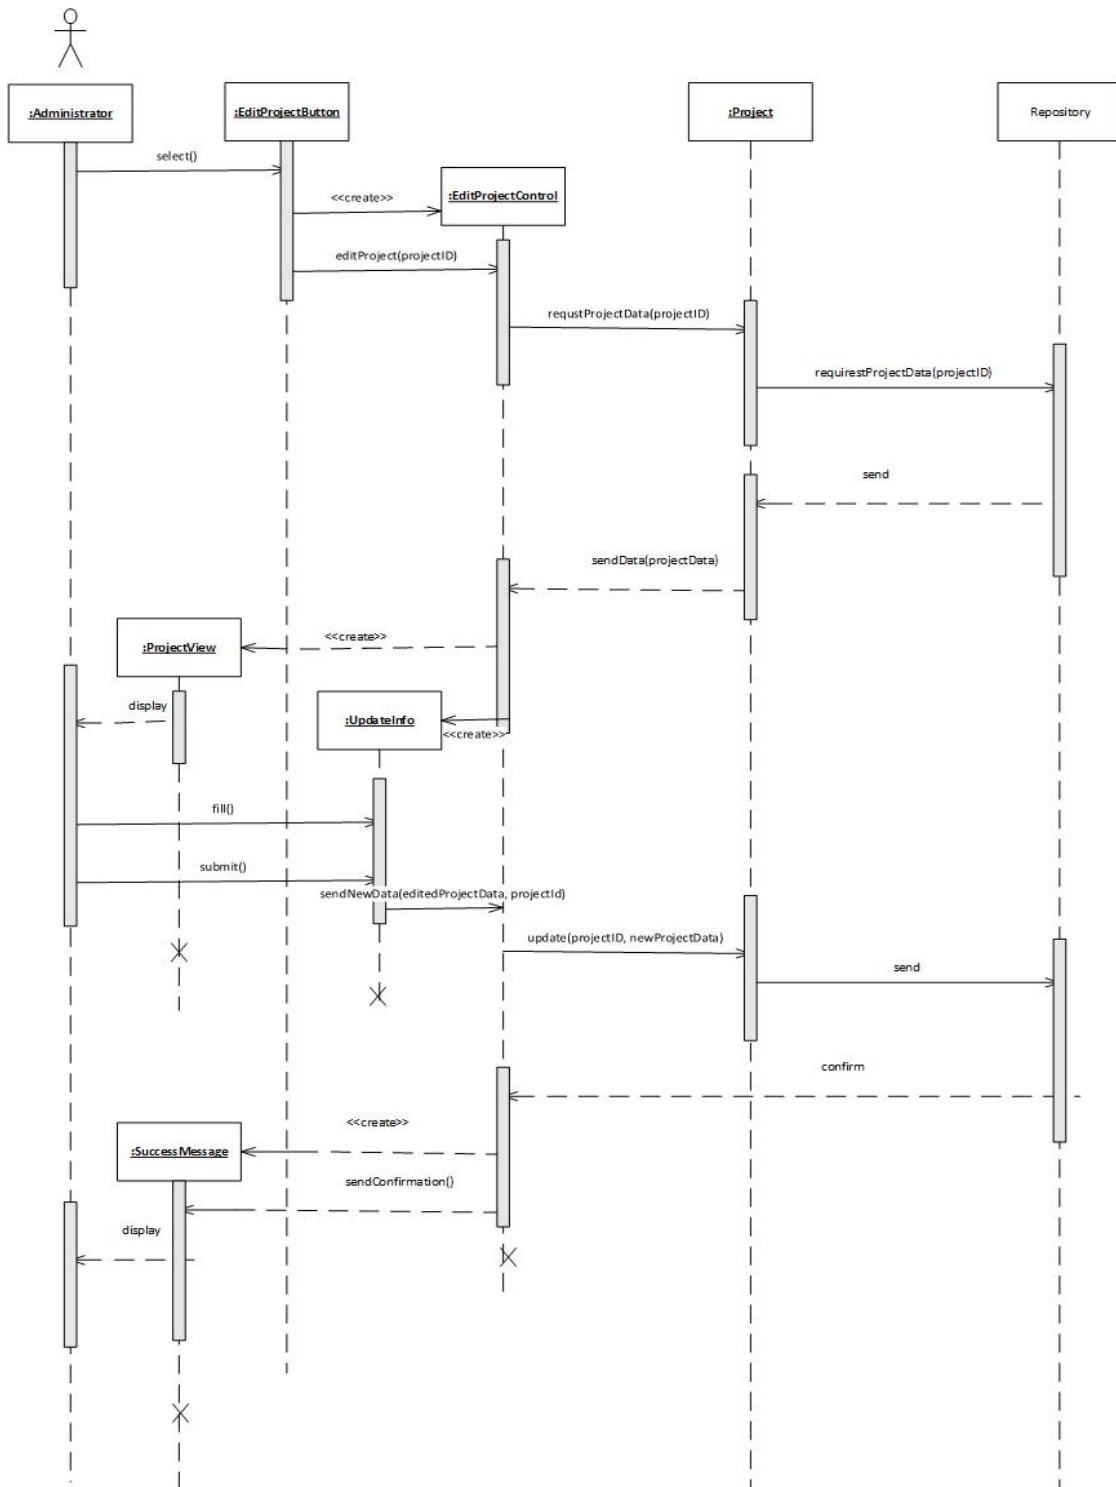 :Administrator
:EditProjectButton
:Project
Repository
select()
:EditProjectControl
<<create>>
editProject(projectID)
requstProjectData(projectID)
requirestProjectData(projectID)
send
sendData(projectData)
:ProjectView
<<create>>
display
:UpdateInfo
<<create>>
fill()
submit()
sendNewData(editedProjectData, projectId)
update(projectID, newProjectData)
send
confirm
<<create>>
:SuccessMessage
sendConfirmation()
display